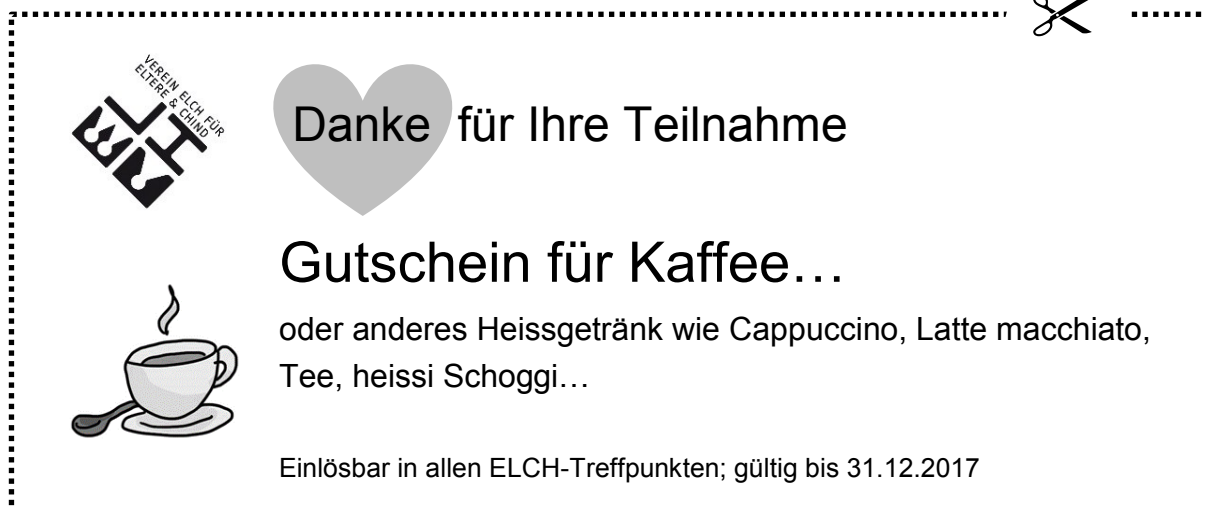 VEREIN ELCH FÜR
ELTERE & CHIND
ELCH
Danke für Ihre Teilnahme
Gutschein für Kaffee…
oder anderes Heissgetränk wie Cappuccino, Latte macchiato,
Tee, heissi Schoggi…
Einlösbar in allen ELCH-Treffpunkten; gültig bis 31.12.2017